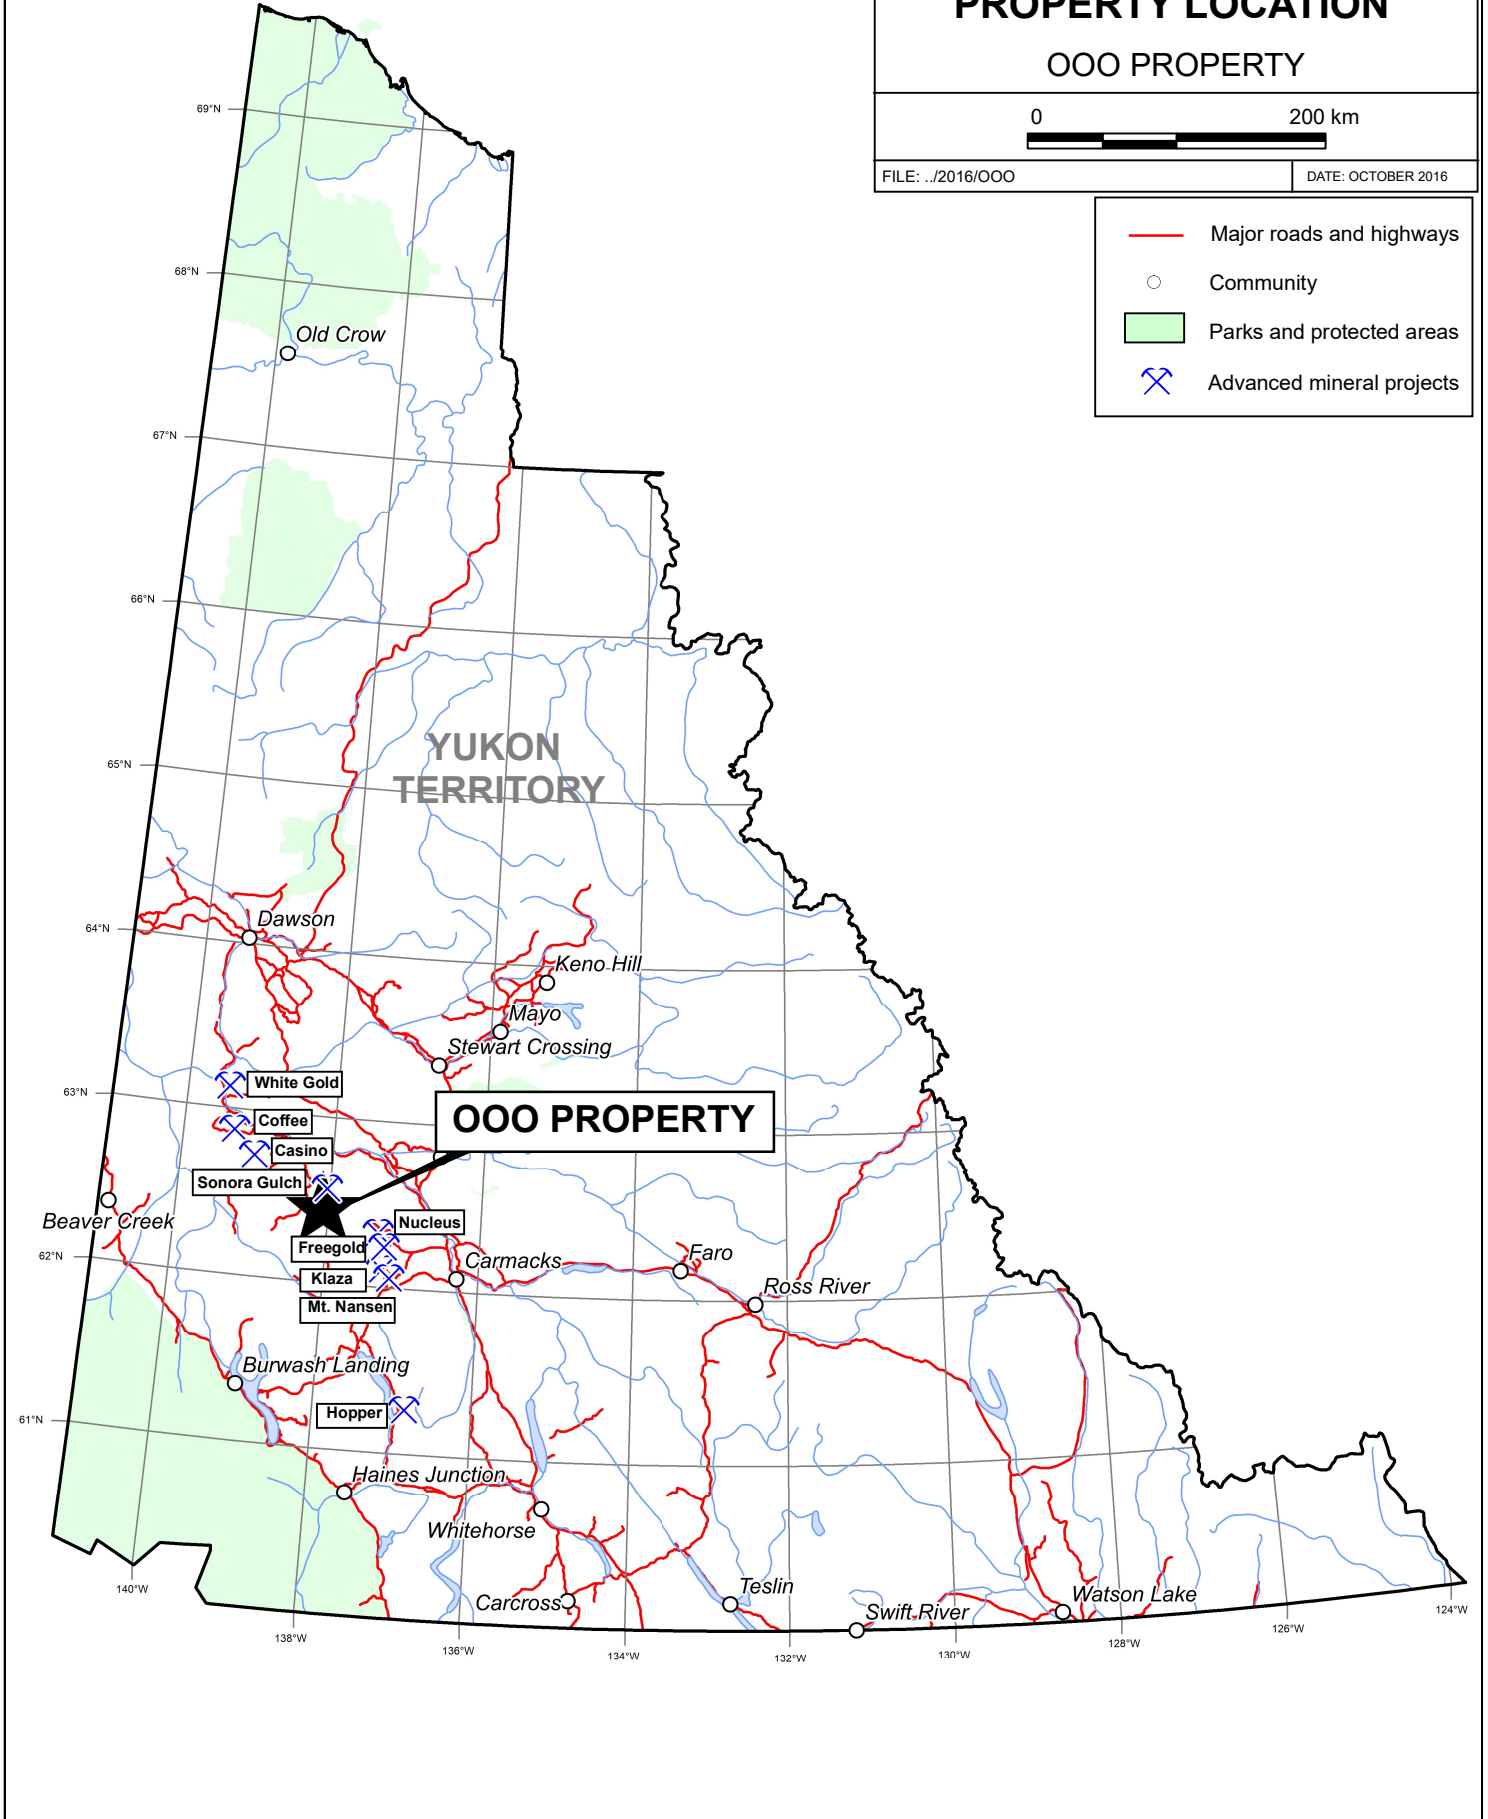 PROPERTY LOCATION
OOO PROPERTY
0 200 km
FILE: ../2016/OOO DATE: OCTOBER 2016
Major roads and highways
Community
Parks and protected areas
Advanced mineral projects
69°N
68°N
Old Crow
67°N
66°N
65°N
YUKON
TERRITORY
64°N
Dawson
Keno Hill
Mayo
Stewart Crossing
63°N
White Gold
OOO PROPERTY
Coffee
Casino
Sonora Gulch
Beaver Creek
Nucleus
62°N
Freegold
Carmacks
Faro
Klaza
Ross River
Mt. Nansen
Burwash Landing
61°N
Hopper
Haines Junction
Whitehorse
140°W
Carcross
Teslin
Swift River
Watson Lake
138°W
136°W
134°W
132°W
130°W
128°W
126°W
124°W